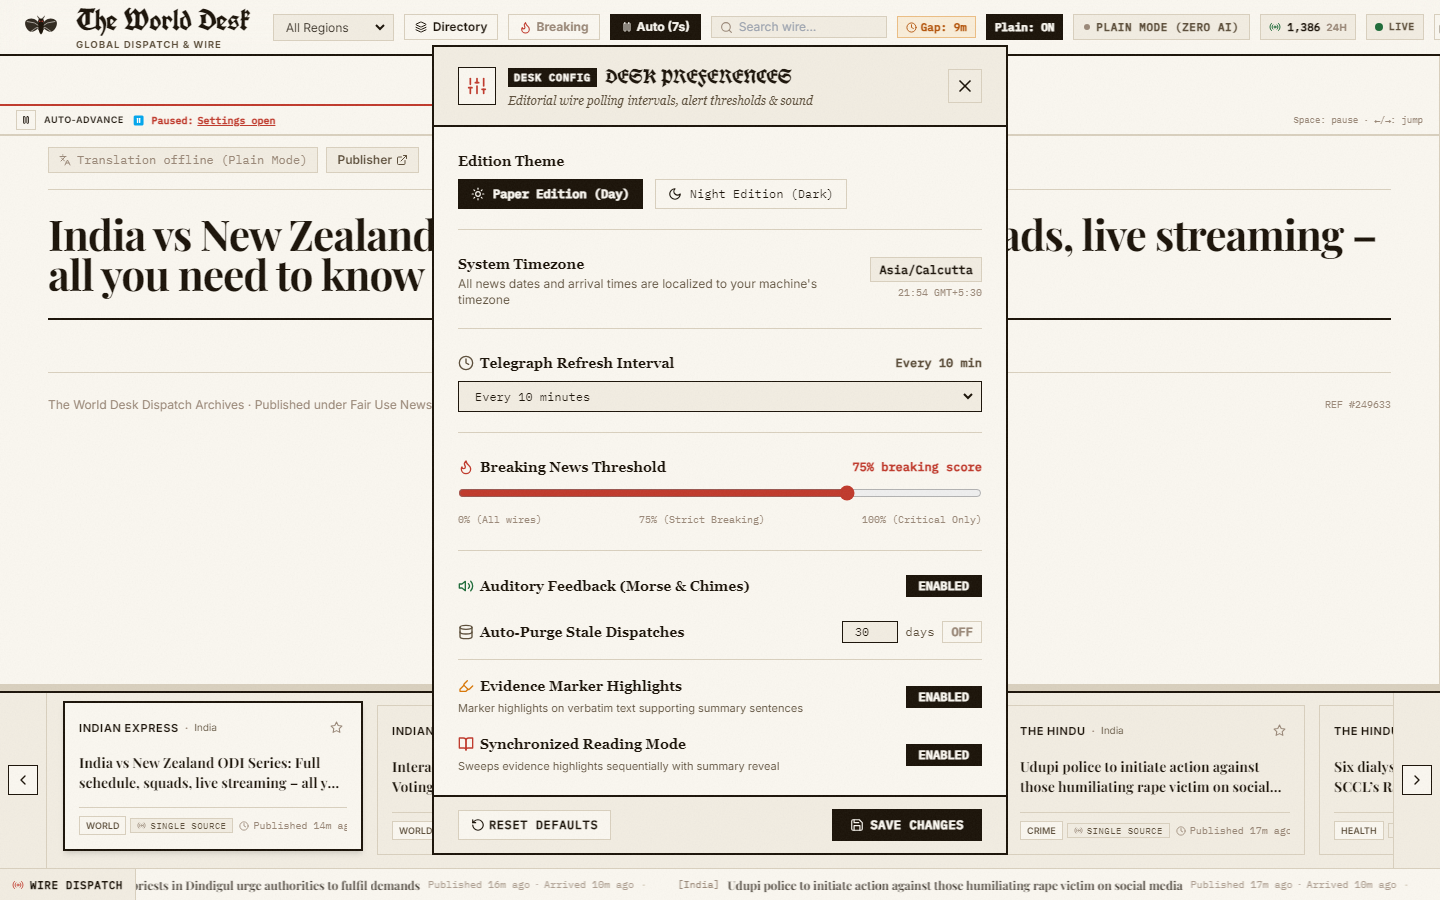 The World Desk
GLOBAL DISPATCH & WIRE
All Regions
Directory
Breaking
Auto (7s)
Search wire...
Gap: 9m
Plain: ON
PLAIN MODE (ZERO AI)
1,386 24H
LIVE
AUTO-ADVANCE
Paused: Settings open
Space: pause · ←/→: jump
Translation offline (Plain Mode)
Publisher
India vs New Zealand
ads, live streaming –
all you need to know
The World Desk Dispatch Archives · Published under Fair Use News
REF #249633
DESK CONFIG DESK PREFERENCES
Editorial wire polling intervals, alert thresholds & sound
Edition Theme
Paper Edition (Day)
Night Edition (Dark)
System Timezone
All news dates and arrival times are localized to your machine's
timezone
Asia/Calcutta
21:54 GMT+5:30
Telegraph Refresh Interval
Every 10 min
Every 10 minutes
Breaking News Threshold
75% breaking score
0% (All wires)
75% (Strict Breaking)
100% (Critical Only)
Auditory Feedback (Morse & Chimes)
ENABLED
Auto-Purge Stale Dispatches
30 days OFF
Evidence Marker Highlights
Marker highlights on verbatim text supporting summary sentences
ENABLED
Synchronized Reading Mode
Sweeps evidence highlights sequentially with summary reveal
ENABLED
RESET DEFAULTS
SAVE CHANGES
INDIAN EXPRESS · India
India vs New Zealand ODI Series: Full
schedule, squads, live streaming – all y...
WORLD
SINGLE SOURCE
Published 14m ag
INDIAN
Intera
Voting
WORLD
THE HINDU · India
Udupi police to initiate action against
those humiliating rape victim on social...
CRIME
SINGLE SOURCE
Published 17m ago
THE HINDU
Six dialys
SCCL's R
HEALTH
WIRE DISPATCH
priests in Dindigul urge authorities to fulfil demands Published 16m ago · Arrived 10m ago ·
[India] Udupi police to initiate action against those humiliating rape victim on social media Published 17m ago · Arrived 10m ago ·